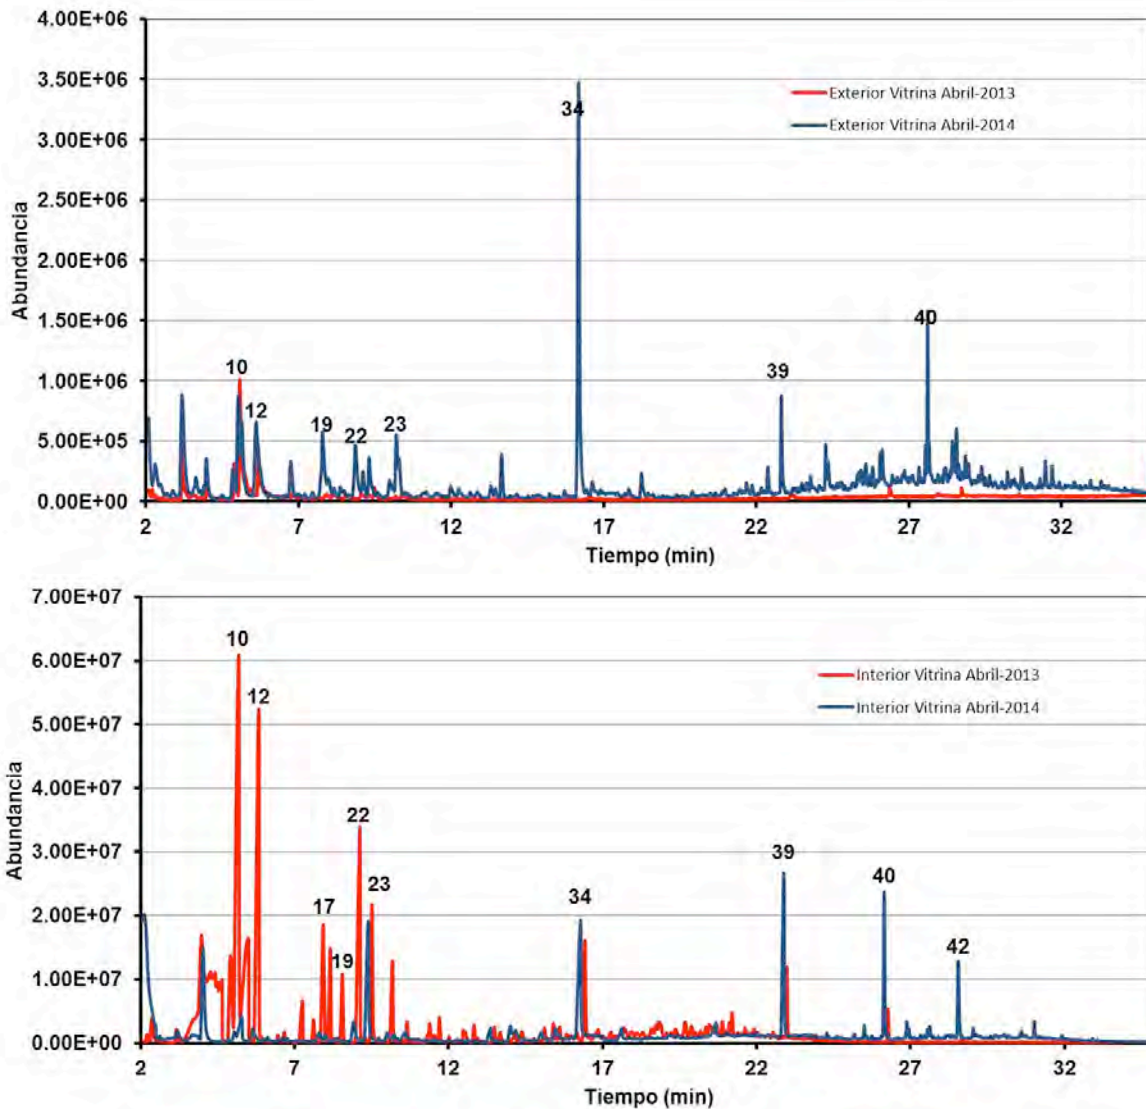 4.00E+06
3.50E+06
3.00E+06
2.50E+06
2.00E+06
1.50E+06
1.00E+06
5.00E+05
0.00E+00
Abundancia
34
Exterior Vitrina Abril-2013
Exterior Vitrina Abril-2014
40
10
39
12
19
22
23
2 7 12 17 22 27 32
Tiempo (min)
7.00E+07
6.00E+07
5.00E+07
4.00E+07
3.00E+07
2.00E+07
1.00E+07
0.00E+00
Abundancia
10
12
Interior Vitrina Abril-2013
Interior Vitrina Abril-2014
22
39
23
40
34
17
42
19
2 7 12 17 22 27 32
Tiempo (min)